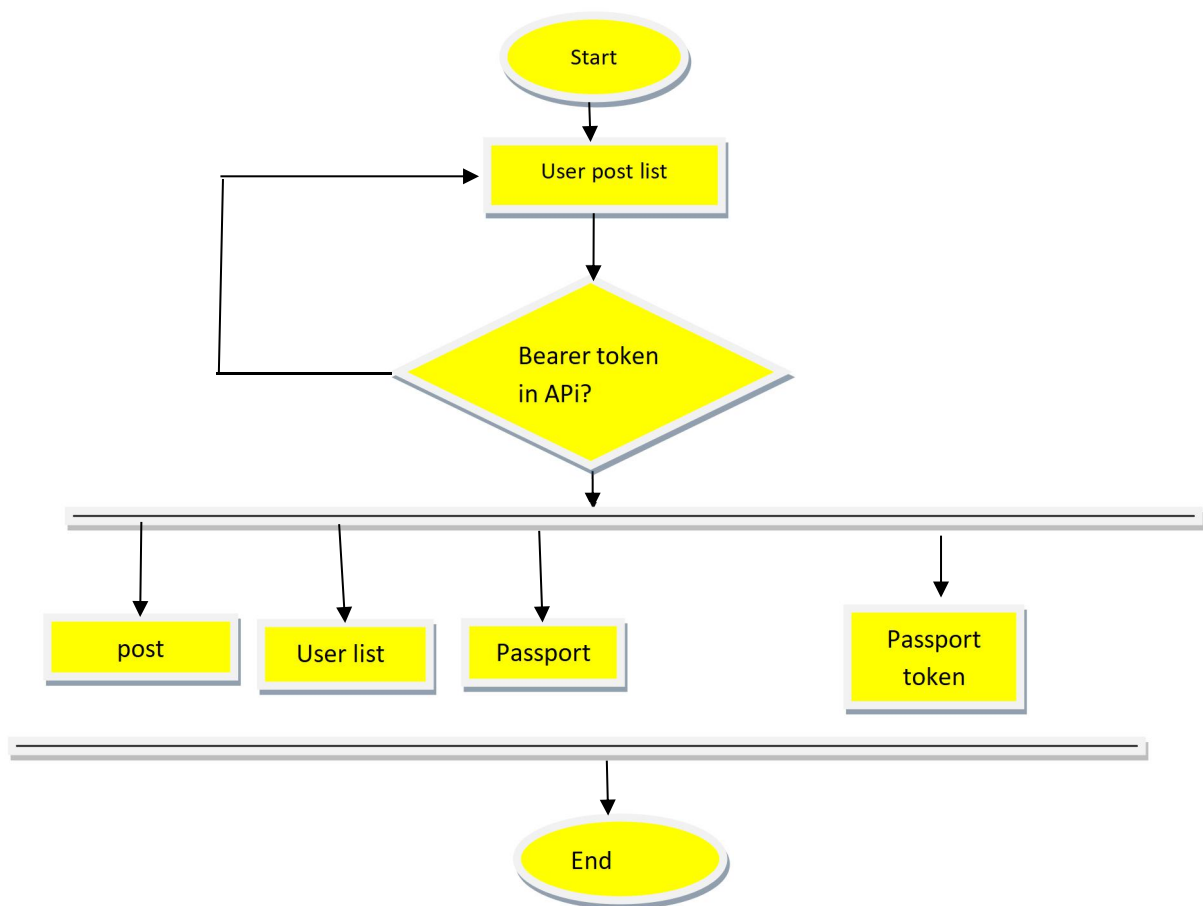 Start
User post list
Bearer token
in APi?
post
User list
Passport
Passport
token
End